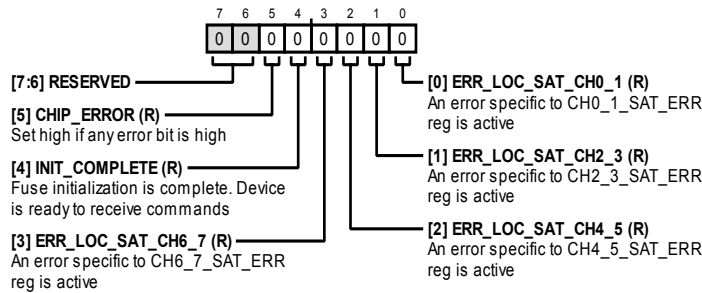 7 6 5 4 3 2 1 0
0 0 0 0 0 0 0 0
[7:6] RESERVED
[5] CHIP_ERROR (R)
Set high if any error bit is high
[4] INIT_COMPLETE (R)
Fuse initialization is complete. Device
is ready to receive commands
[3] ERR_LOC_SAT_CH6_7 (R)
An error specific to CH6_7_SAT_ERR
reg is active
[0] ERR_LOC_SAT_CH0_1 (R)
An error specific to CH0_1_SAT_ERR
reg is active
[1] ERR_LOC_SAT_CH2_3 (R)
An error specific to CH2_3_SAT_ERR
reg is active
[2] ERR_LOC_SAT_CH4_5 (R)
An error specific to CH4_5_SAT_ERR
reg is active